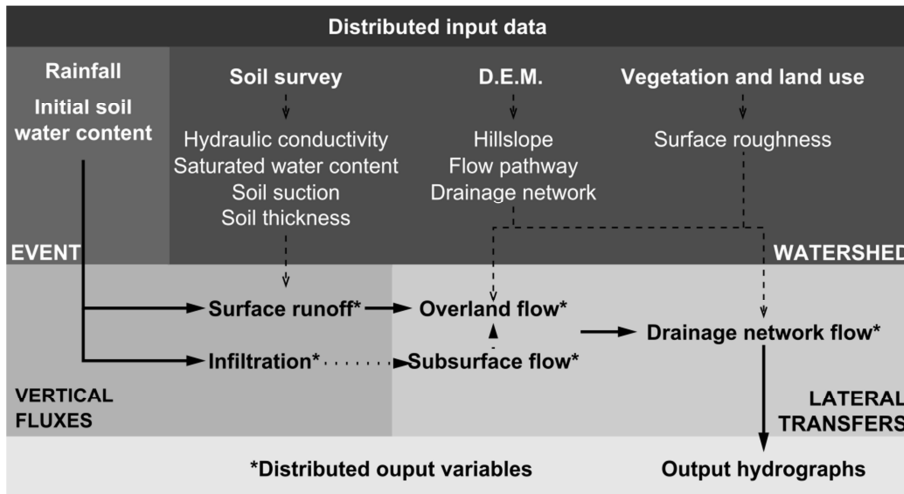 Distributed input data
Rainfall
Initial soil
water content
Soil survey
Hydraulic conductivity
Saturated water content
Soil suction
Soil thickness
D.E.M.
Hillslope
Flow pathway
Drainage network
Vegetation and land use
Surface roughness
EVENT
WATERSHED
Surface runoff*
Overland flow*
Drainage network flow*
Infiltration*
Subsurface flow*
VERTICAL
FLUXES
LATERAL
TRANSFERS
*Distributed ouput variables
Output hydrographs